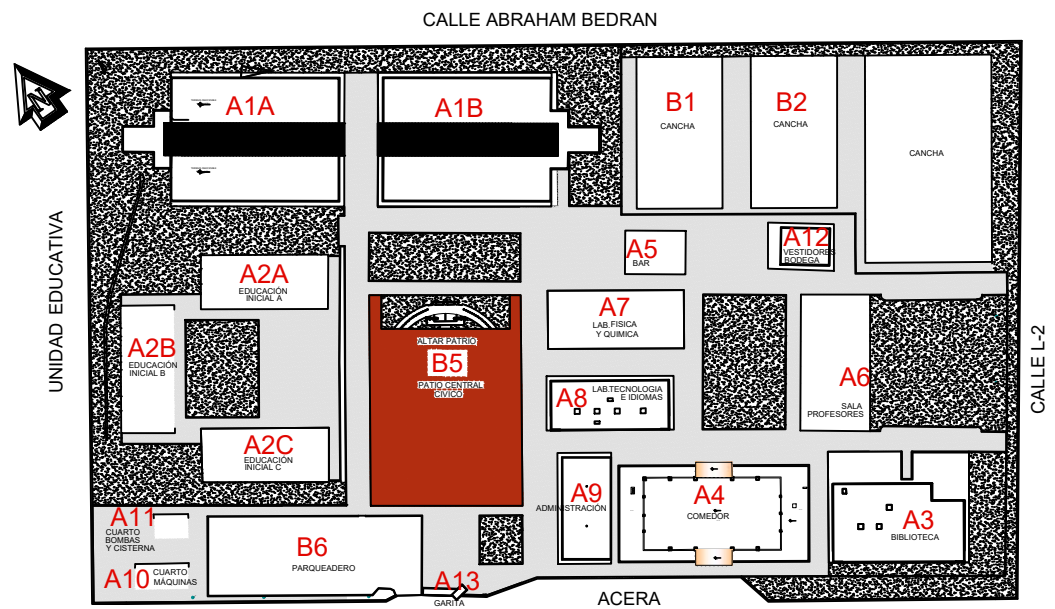 CALLE ABRAHAM BEDRAN
N
UNIDAD EDUCATIVA
A1A
A1B
B1
CANCHA
B2
CANCHA
CANCHA
A2A
EDUCACIÓN
INICIAL A
A5
BAR
A12
VESTIDORES
BODEGA
A2B
EDUCACIÓN
INICIAL B
ALTAR PATRIO
B5
PATIO CENTRAL
CIVICO
A7
LAB. FISICA
Y QUIMICA
A6
SALA
PROFESORES
A8
LAB.TECNOLOGIA
E IDIOMAS
CALLE L-2
A2C
EDUCACIÓN
INICIAL C
A9
ADMINISTRACIÓN
A4
COMEDOR
A3
BIBLIOTECA
A11
CUARTO
BOMBAS
Y CISTERNA
B6
PARQUEADERO
A10
CUARTO
MÁQUINAS
A13
GARITA
ACERA